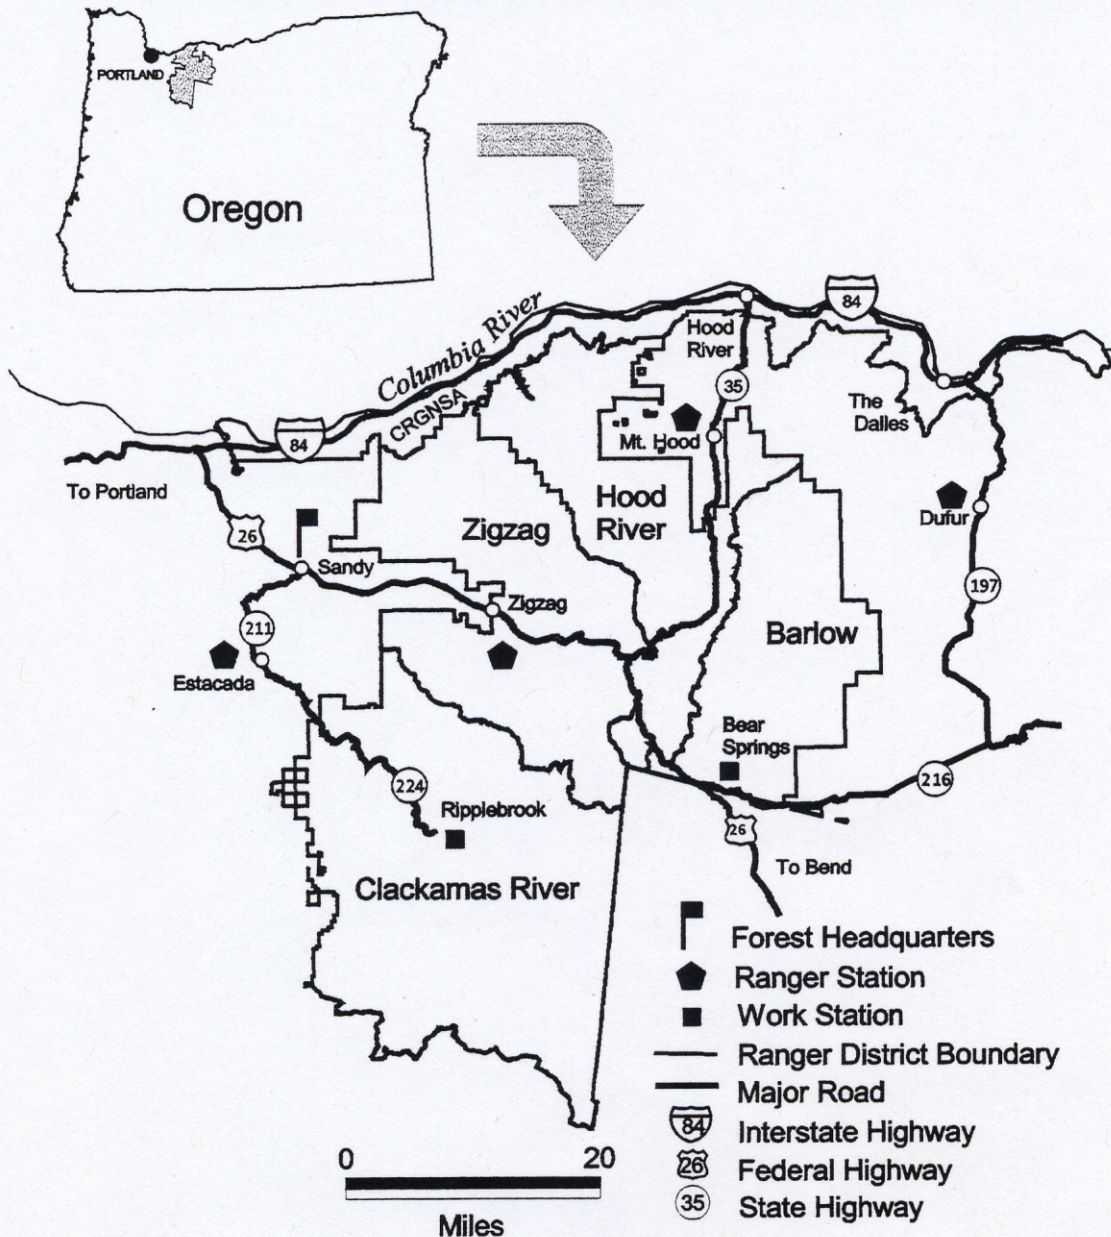 PORTLAND
Oregon
Columbia River
CRGNSA
84
84
Hood
River
35
The
Dalles
Mt. Hood
To Portland
Hood
River
Zigzag
Dufur
26
Sandy
Zigzag
197
211
Barlow
Estacada
Bear
Springs
224
216
Ripplebrook
26
To Bend
Clackamas River
Forest Headquarters
Ranger Station
Work Station
Ranger District Boundary
Major Road
84
Interstate Highway
26
Federal Highway
35
State Highway
0
20
Miles